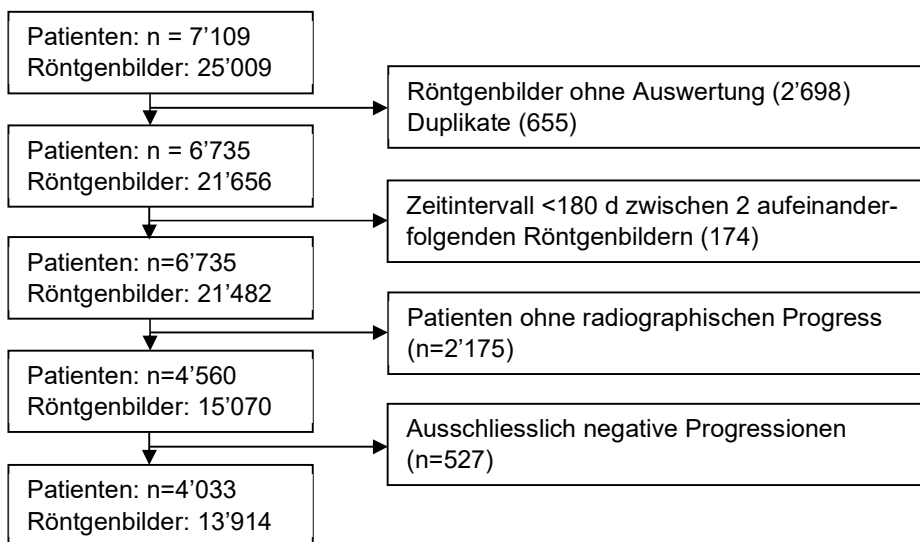 Patienten: n = 7’109
Röntgenbilder: 25’009
Röntgenbilder ohne Auswertung (2’698)
Duplikate (655)
Patienten: n = 6’735
Röntgenbilder: 21’656
Zeitintervall <180 d zwischen 2 aufeinander-
folgenden Röntgenbildern (174)
Patienten: n=6’735
Röntgenbilder: 21’482
Patienten ohne radiographischen Progress
(n=2’175)
Patienten: n=4’560
Röntgenbilder: 15’070
Ausschliesslich negative Progressionen
(n=527)
Patienten: n=4’033
Röntgenbilder: 13’914